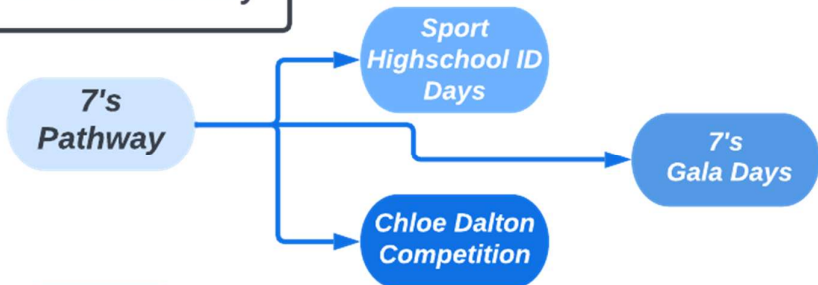 Sport
Highschool ID
Days
7's
Pathway
7's
Gala Days
Chloe Dalton
Competition